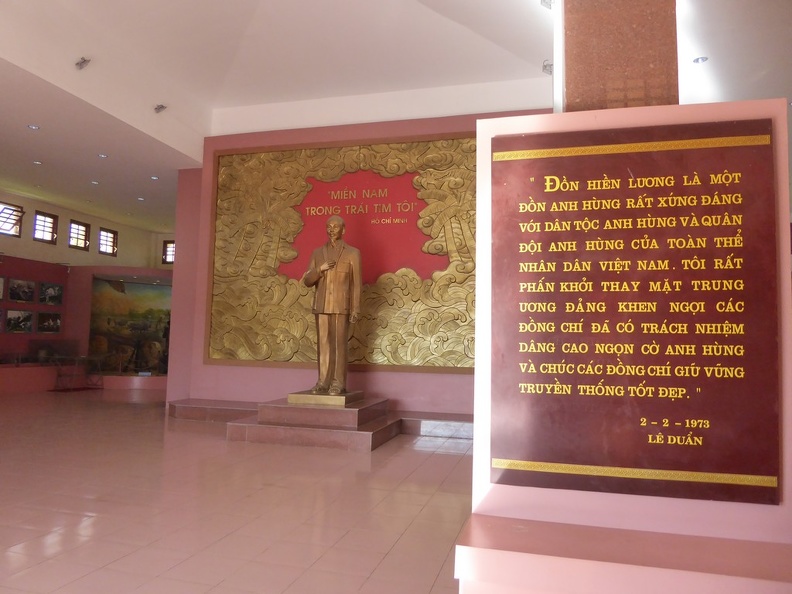 "MIỀN NAM
TRONG TRÁI TIM TÔI"
HỒ CHÍ MINH
" ĐỒN HIỀN LƯƠNG LÀ MỘT
ĐỒN ANH HÙNG RẤT XỨNG ĐÁNG
VỚI DÂN TỘC ANH HÙNG VÀ QUÂN
ĐỘI ANH HÙNG CỦA TOÀN THỂ
NHÂN DÂN VIỆT NAM. TÔI RẤT
PHẤN KHỞI THAY MẶT TRUNG
ƯƠNG ĐẢNG KHEN NGỢI CÁC
ĐỒNG CHÍ ĐÃ CÓ TRÁCH NHIỆM
DÂNG CAO NGỌN CỜ ANH HÙNG
VÀ CHÚC CÁC ĐỒNG CHÍ GIỮ VỮNG
TRUYỀN THỐNG TỐT ĐẸP. "
2 - 2 - 1973
LÊ DUẨN